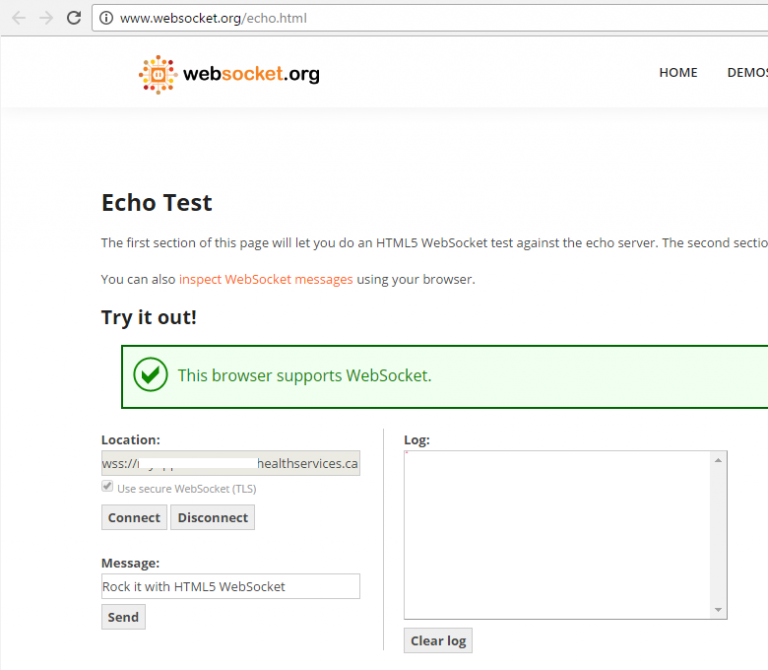 www.websocket.org/echo.html
websocket.org
HOME DEMOS
Echo Test
The first section of this page will let you do an HTML5 WebSocket test against the echo server. The second sectio
You can also inspect WebSocket messages using your browser.
Try it out!
This browser supports WebSocket.
Location:
wss:// healthservices.ca
Use secure WebSocket (TLS)
Connect Disconnect
Message:
Rock it with HTML5 WebSocket
Send
Log:
Clear log